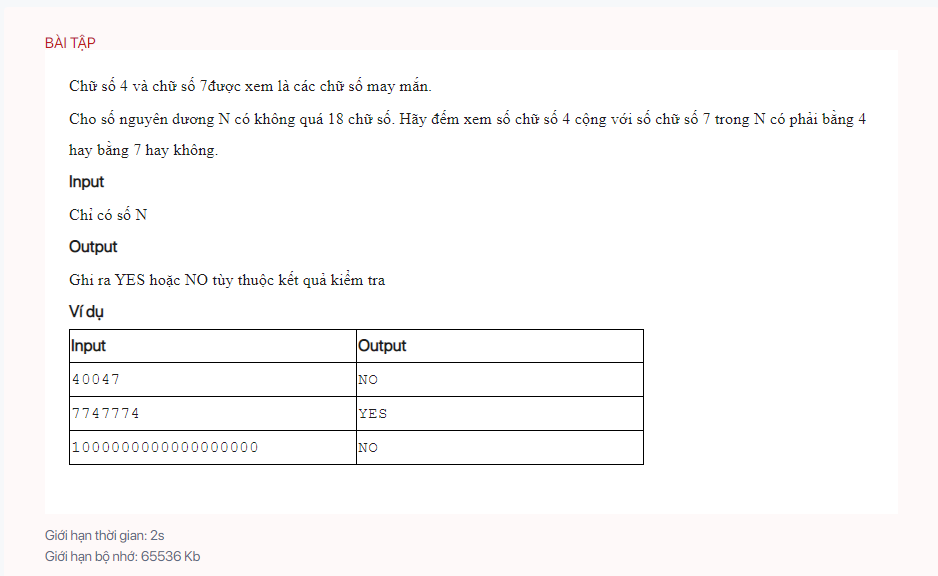 BÀI TẬP
Chữ số 4 và chữ số 7được xem là các chữ số may mắn.
Cho số nguyên dương N có không quá 18 chữ số. Hãy đếm xem số chữ số 4 cộng với số chữ số 7 trong N có phải bằng 4
hay bằng 7 hay không.
Input
Chỉ có số N
Output
Ghi ra YES hoặc NO tùy thuộc kết quả kiểm tra
Ví dụ
Input Output
40047 NO
7747774 YES
1000000000000000000 NO
Giới hạn thời gian: 2s
Giới hạn bộ nhớ: 65536 Kb